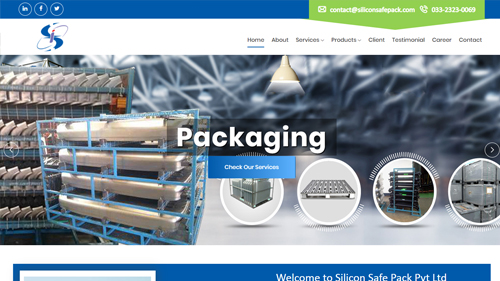 contact@siliconsafepack.com 033-2323-0069
Home About Services Products Client Testimonial Career Contact
Packaging
Check Our Services
Welcome to Silicon Safe Pack Pvt Ltd